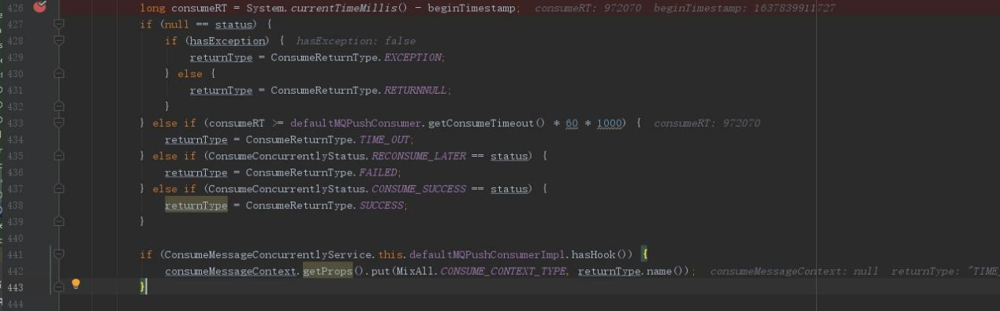 426 long consumeRT = System.currentTimeMillis() - beginTimestamp; consumeRT: 972070 beginTimestamp: 1637839911727
427 if (null == status) {
428 if (hasException) { hasException: false
429 returnType = ConsumeReturnType.EXCEPTION;
430 } else {
431 returnType = ConsumeReturnType.RETURNNULL;
432 }
433 } else if (consumeRT >= defaultMQPushConsumer.getConsumeTimeout() * 60 * 1000) { consumeRT: 972070
434 returnType = ConsumeReturnType.TIME_OUT;
435 } else if (ConsumeConcurrentlyStatus.RECONSUME_LATER == status) {
436 returnType = ConsumeReturnType.FAILED;
437 } else if (ConsumeConcurrentlyStatus.CONSUME_SUCCESS == status) {
438 returnType = ConsumeReturnType.SUCCESS;
439 }
440
441 if (ConsumeMessageConcurrentlyService.this.defaultMQPushConsumerImpl.hasHook()) {
442 consumeMessageContext.getProps().put(MixAll.CONSUME_CONTEXT_TYPE, returnType.name()); consumeMessageContext: null returnType: "TIME_
443 }
444